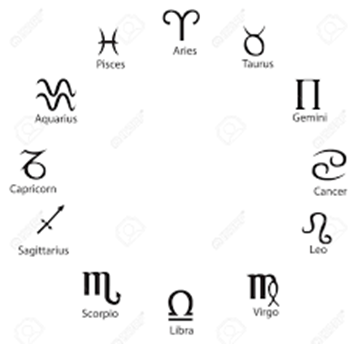 Aries
Taurus
Gemini
Cancer
Leo
Virgo
Libra
Scorpio
Sagittarius
Capricorn
Aquarius
Pisces